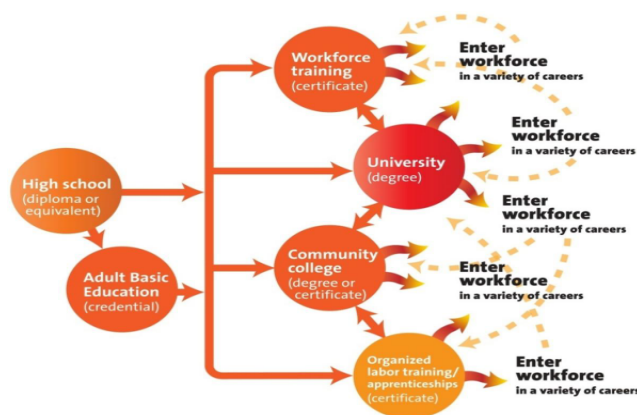 Workforce
training
(certificate)
Enter
workforce
in a variety of careers
University
(degree)
Enter
workforce
in a variety of careers
High school
(diploma or
equivalent)
Enter
workforce
in a variety of careers
Adult Basic
Education
(credential)
Community
college
(degree or
certificate)
Enter
workforce
in a variety of careers
Organized
labor training/
apprenticeships
(certificate)
Enter
workforce
in a variety of careers